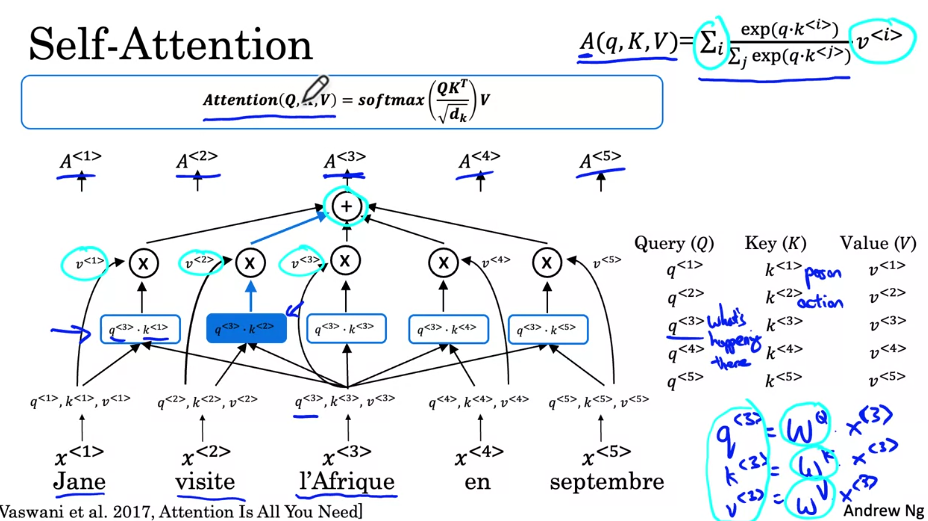 Self-Attention
A(q, K, V) = Σᵢ exp(q·k^<i>) / Σⱼ exp(q·k^<j>) v^<i>
Attention(Q, ,V) = softmax(QK^T / √d_k) V
A^<1> A^<2> A^<3> A^<4> A^<5>
+
v^<1> x v^<2> x v^<3> x x v^<4> x v^<5>
q^<3> · k^<1> q^<3> · k^<2> q^<3> · k^<3> q^<3> · k^<4> q^<3> · k^<5>
q^<1>, k^<1>, v^<1> q^<2>, k^<2>, v^<2> q^<3>, k^<3>, v^<3> q^<4>, k^<4>, v^<4> q^<5>, k^<5>, v^<5>
x^<1> x^<2> x^<3> x^<4> x^<5>
Jane visite l'Afrique en septembre
Query (Q) Key (K) Value (V)
q^<1> k^<1> person v^<1>
q^<2> k^<2> action v^<2>
q^<3> what's k^<3> v^<3>
happening
q^<4> there k^<4> v^<4>
q^<5> k^<5> v^<5>
q^<3> = W^Q · x^<3>
k^<3> = W^K · x^<3>
v^<3> = W^V · x^<3>
Vaswani et al. 2017, Attention Is All You Need]
Andrew Ng